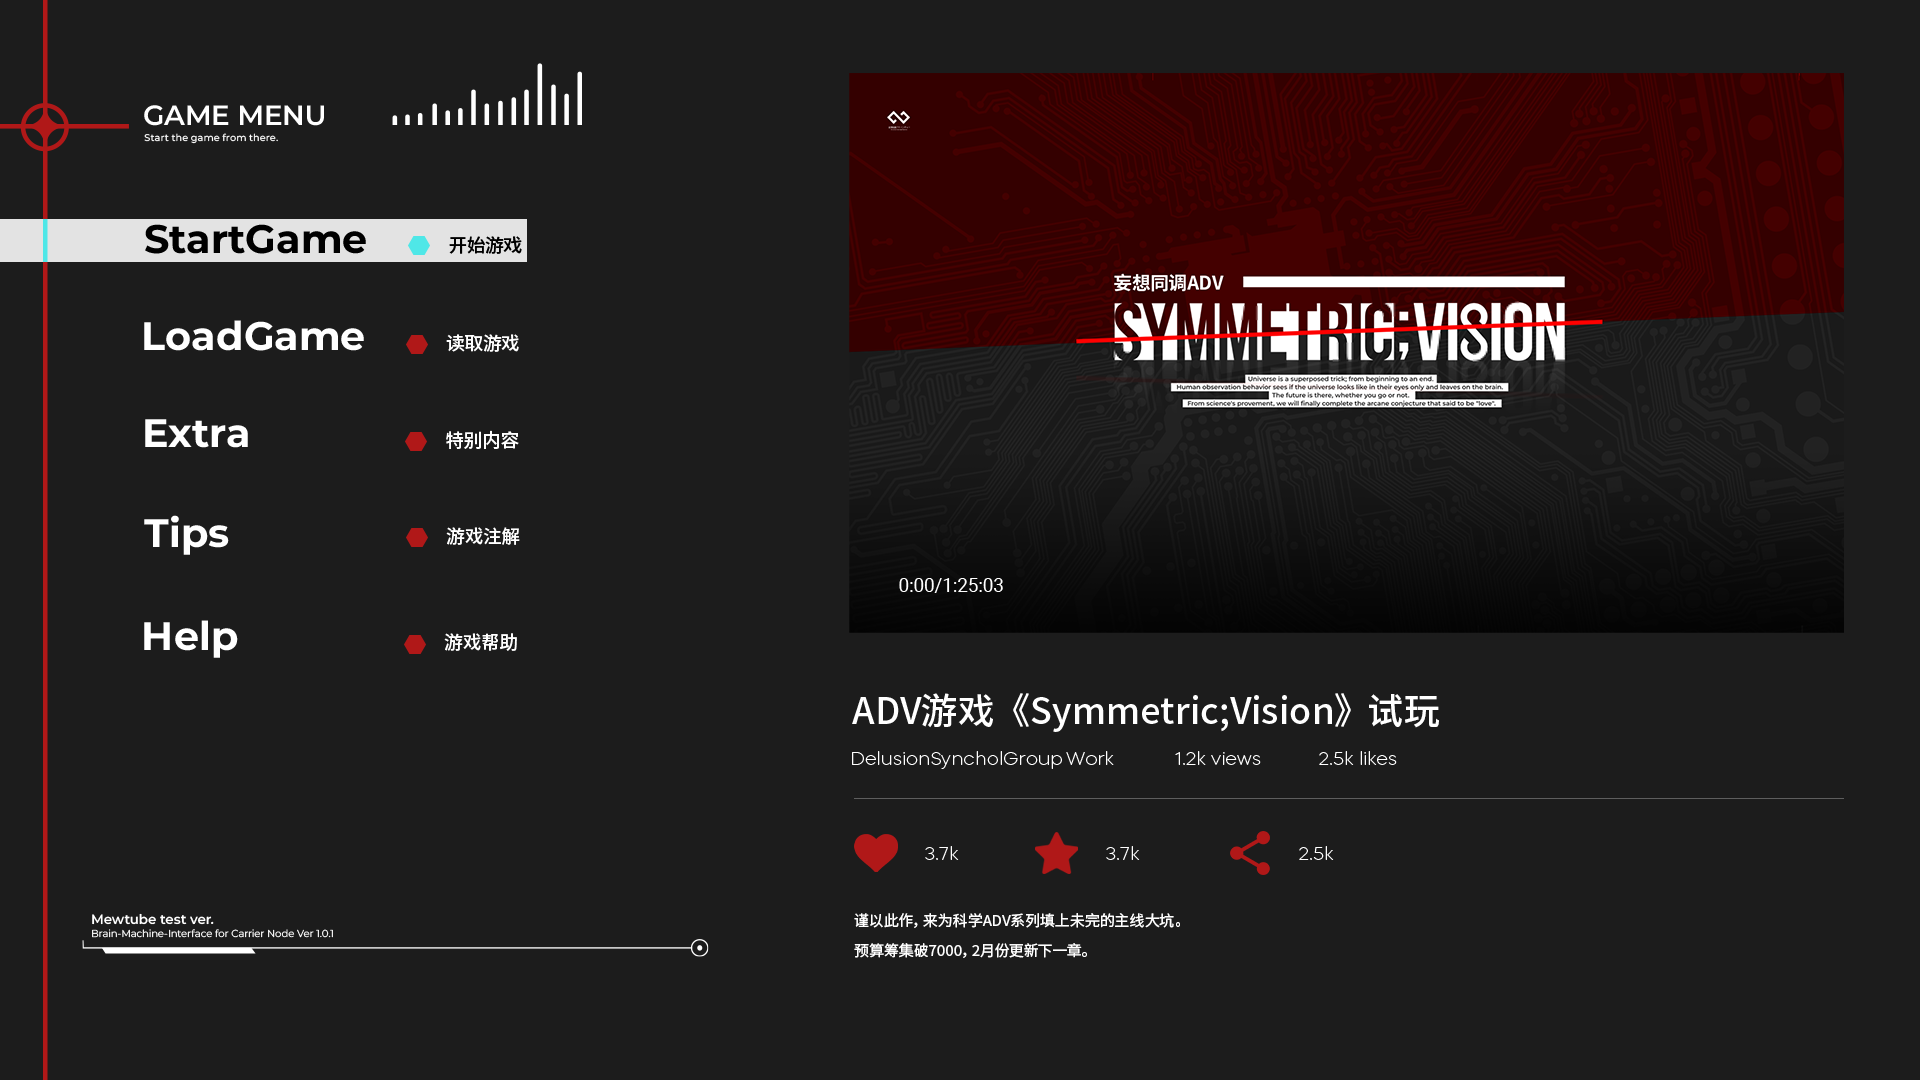 GAME MENU
Start the game from there.
StartGame
开始游戏
LoadGame
读取游戏
Extra
特别内容
Tips
游戏注解
Help
游戏帮助
Mewtube test ver.
Brain-Machine-Interface for Carrier Node Ver 1.0.1
妄想同调ADV
SYMMETRIC;VISION
Universe is a superposed trick; from beginning to an end.
Human observation behavior sees if the universe looks like in their eyes only and leaves on the brain.
The future is there, whether you go or not.
From science's provement, we will finally complete the arcane conjecture that said to be "love".
0:00/1:25:03
ADV游戏《Symmetric;Vision》试玩
DelusionSyncholGroup Work
1.2k views
2.5k likes
3.7k
3.7k
2.5k
谨以此作，来为科学ADV系列填上未完的主线大坑。
预算筹集破7000，2月份更新下一章。